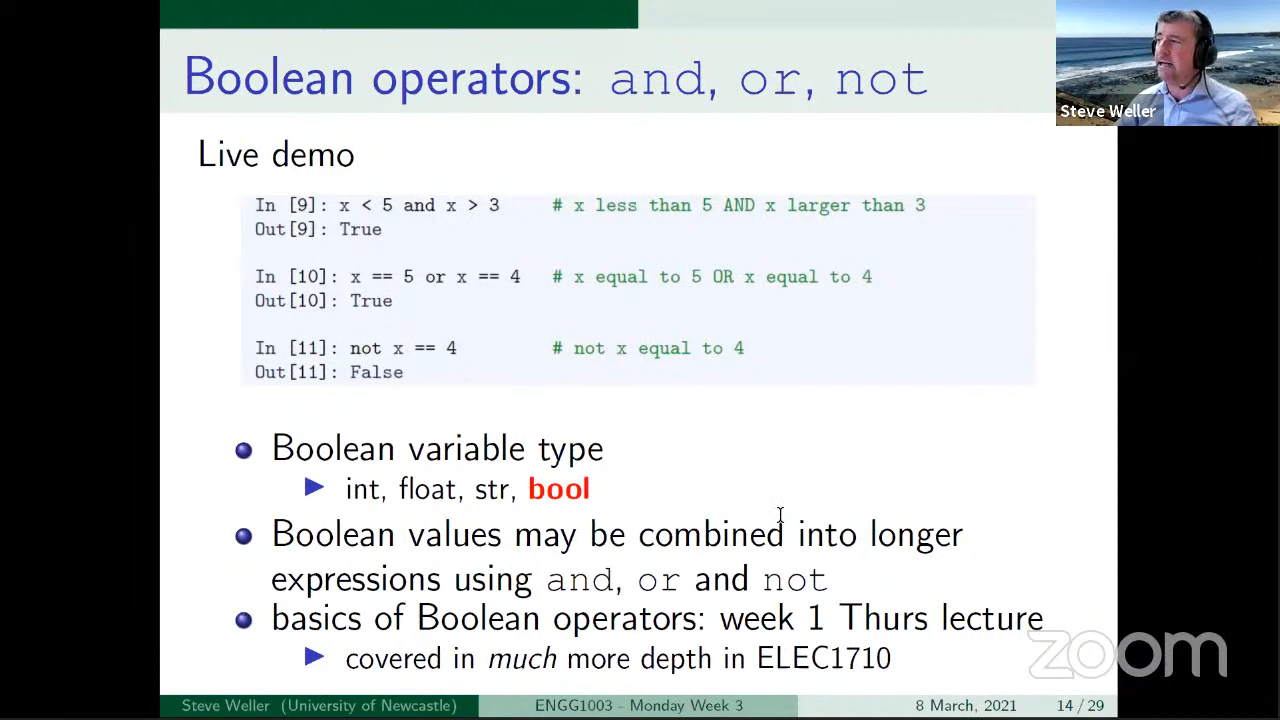 Boolean operators: and, or, not
Steve Weller
Live demo
In [9]: x < 5 and x > 3 # x less than 5 AND x larger than 3
Out[9]: True
In [10]: x == 5 or x == 4 # x equal to 5 OR x equal to 4
Out[10]: True
In [11]: not x == 4 # not x equal to 4
Out[11]: False
Boolean variable type
int, float, str, bool
Boolean values may be combined into longer
expressions using and, or and not
basics of Boolean operators: week 1 Thurs lecture
covered in much more depth in ELEC1710
zoom
Steve Weller (University of Newcastle) ENGG1003 - Monday Week 3 8 March, 2021 14 / 29